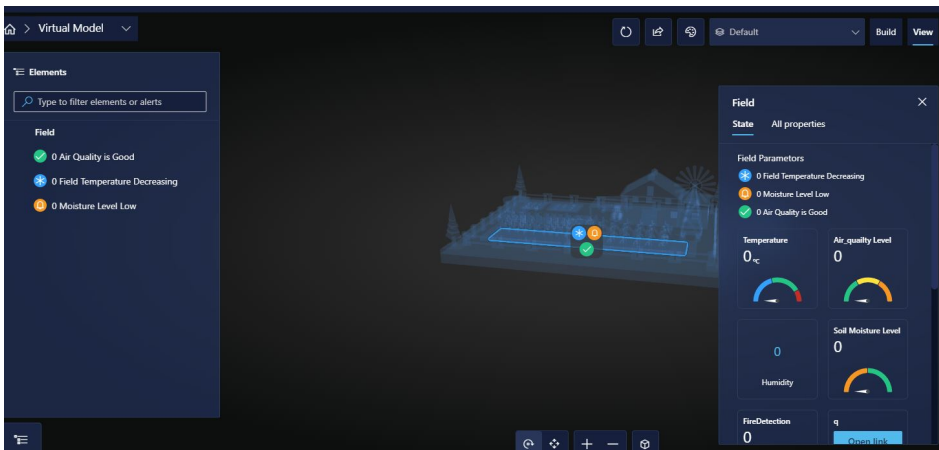 Virtual Model
Default
Build
View
Elements
Type to filter elements or alerts
Field
0 Air Quality is Good
0 Field Temperature Decreasing
0 Moisture Level Low
Field
State
All properties
Field Parametors
0 Field Temperature Decreasing
0 Moisture Level Low
0 Air Quality is Good
Temperature
0 °C
Air_quailty Level
0
0
Humidity
Soil Moisture Level
0
FireDetection
0
q
Open link